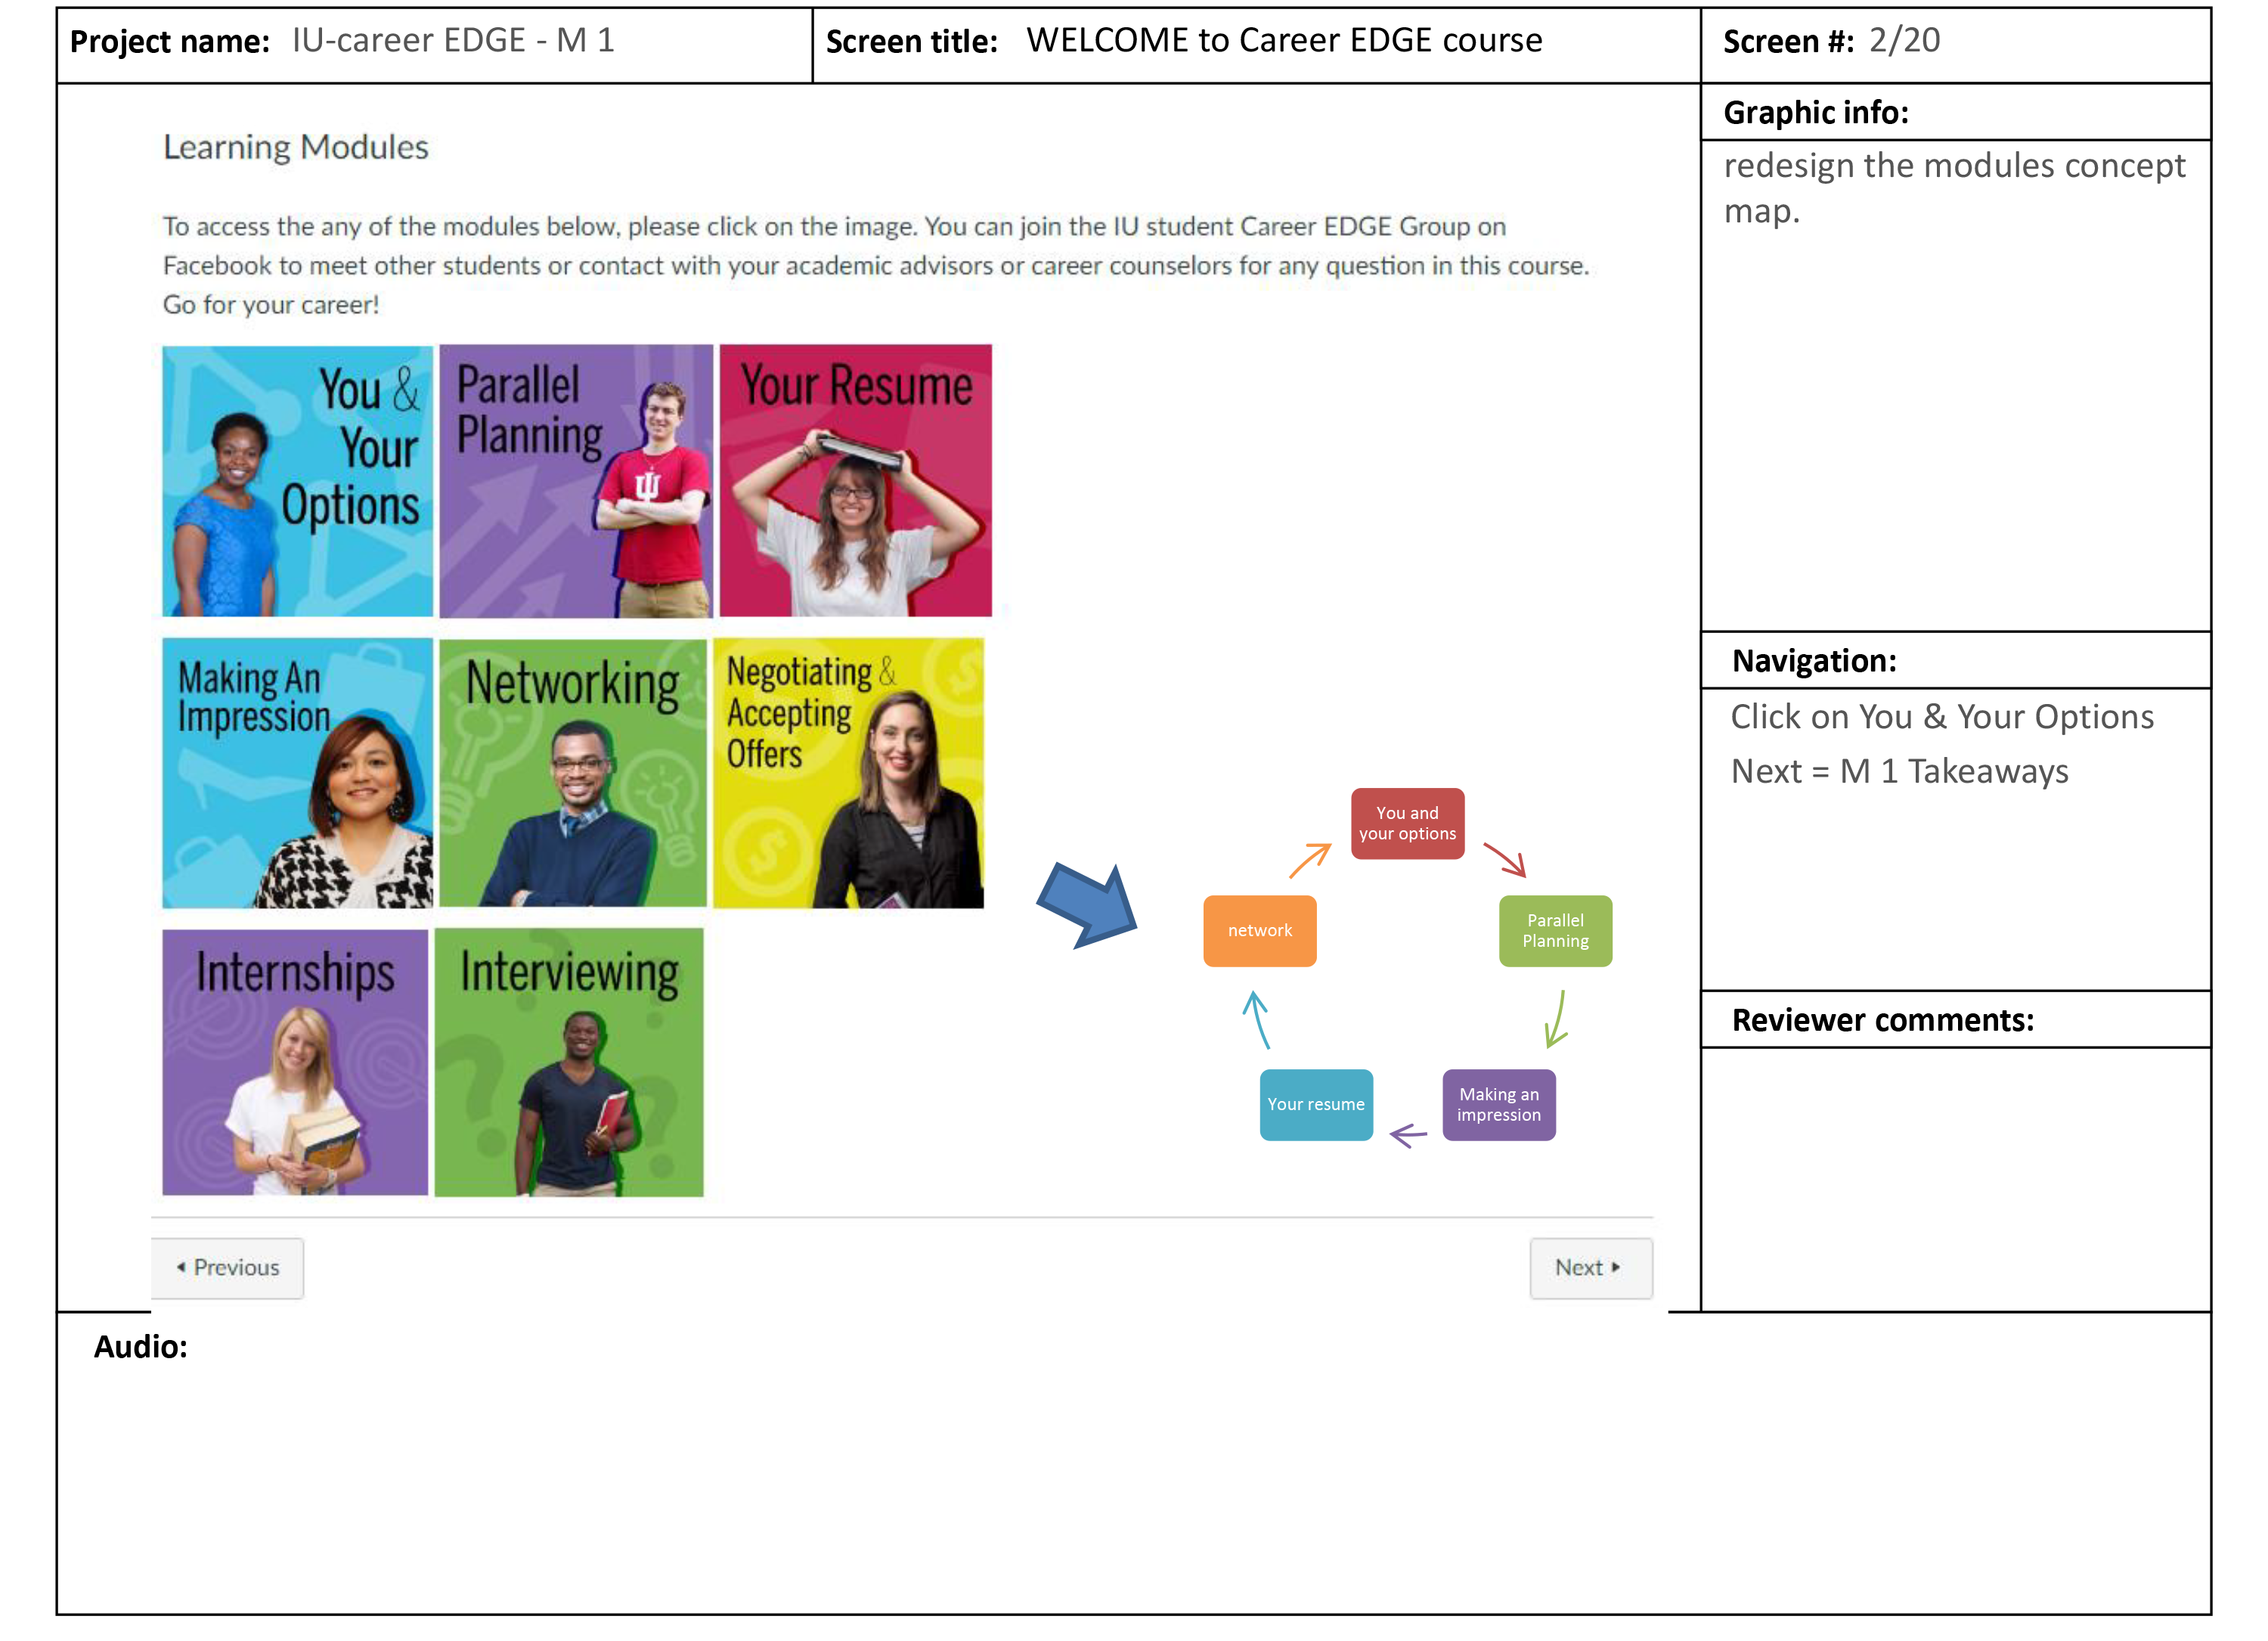 Project name: IU-career EDGE - M 1
Screen title: WELCOME to Career EDGE course
Screen #: 2/20
Learning Modules
To access the any of the modules below, please click on the image. You can join the IU student Career EDGE Group on
Facebook to meet other students or contact with your academic advisors or career counselors for any question in this course.
Go for your career!
You &
Your
Options
Parallel
Planning
Your Resume
Making An
Impression
Networking
Negotiating &
Accepting
Offers
Internships
Interviewing
You and
your options
Parallel
Planning
Making an
impression
Your resume
network
Previous
Next
Graphic info:
redesign the modules concept
map.
Navigation:
Click on You & Your Options
Next = M 1 Takeaways
Reviewer comments:
Audio: